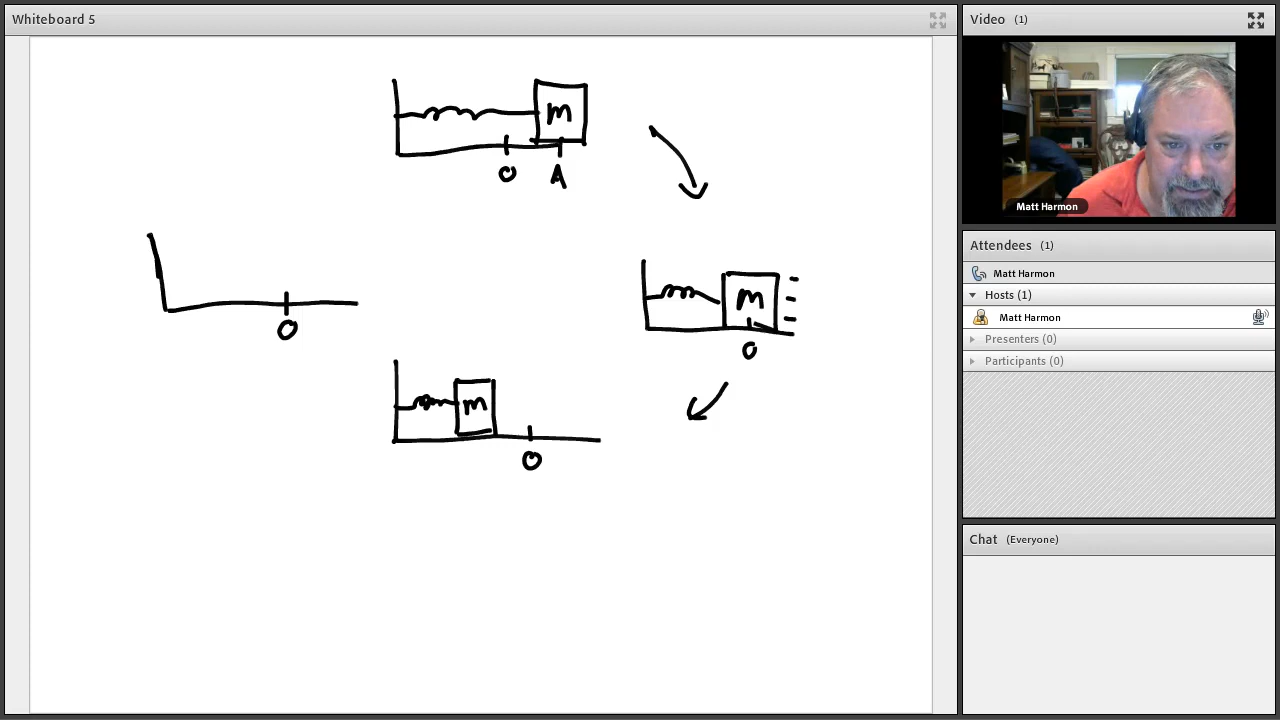 Whiteboard 5
m
O A
O
m
O
m
O
Video (1)
Matt Harmon
Attendees (1)
Matt Harmon
Hosts (1)
Matt Harmon
Presenters (0)
Participants (0)
Chat (Everyone)